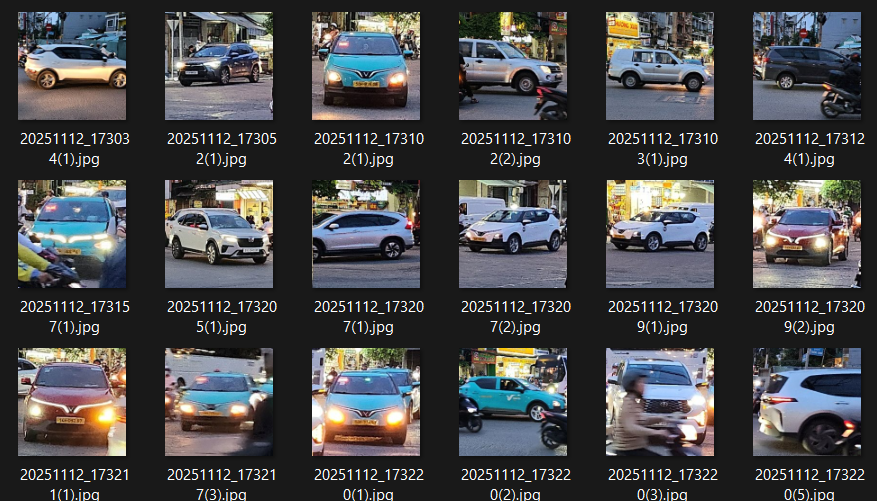 20251112_17303
4(1).jpg
20251112_17305
2(1).jpg
20251112_17310
2(1).jpg
20251112_17310
2(2).jpg
20251112_17310
3(1).jpg
20251112_17312
4(1).jpg
20251112_17315
7(1).jpg
20251112_17320
5(1).jpg
20251112_17320
7(1).jpg
20251112_17320
7(2).jpg
20251112_17320
9(1).jpg
20251112_17320
9(2).jpg
20251112_17321
1(1).jpg
20251112_17321
7(3).jpg
20251112_17322
0(1).jpg
20251112_17322
0(2).jpg
20251112_17322
0(3).jpg
20251112_17322
0(5).jpg